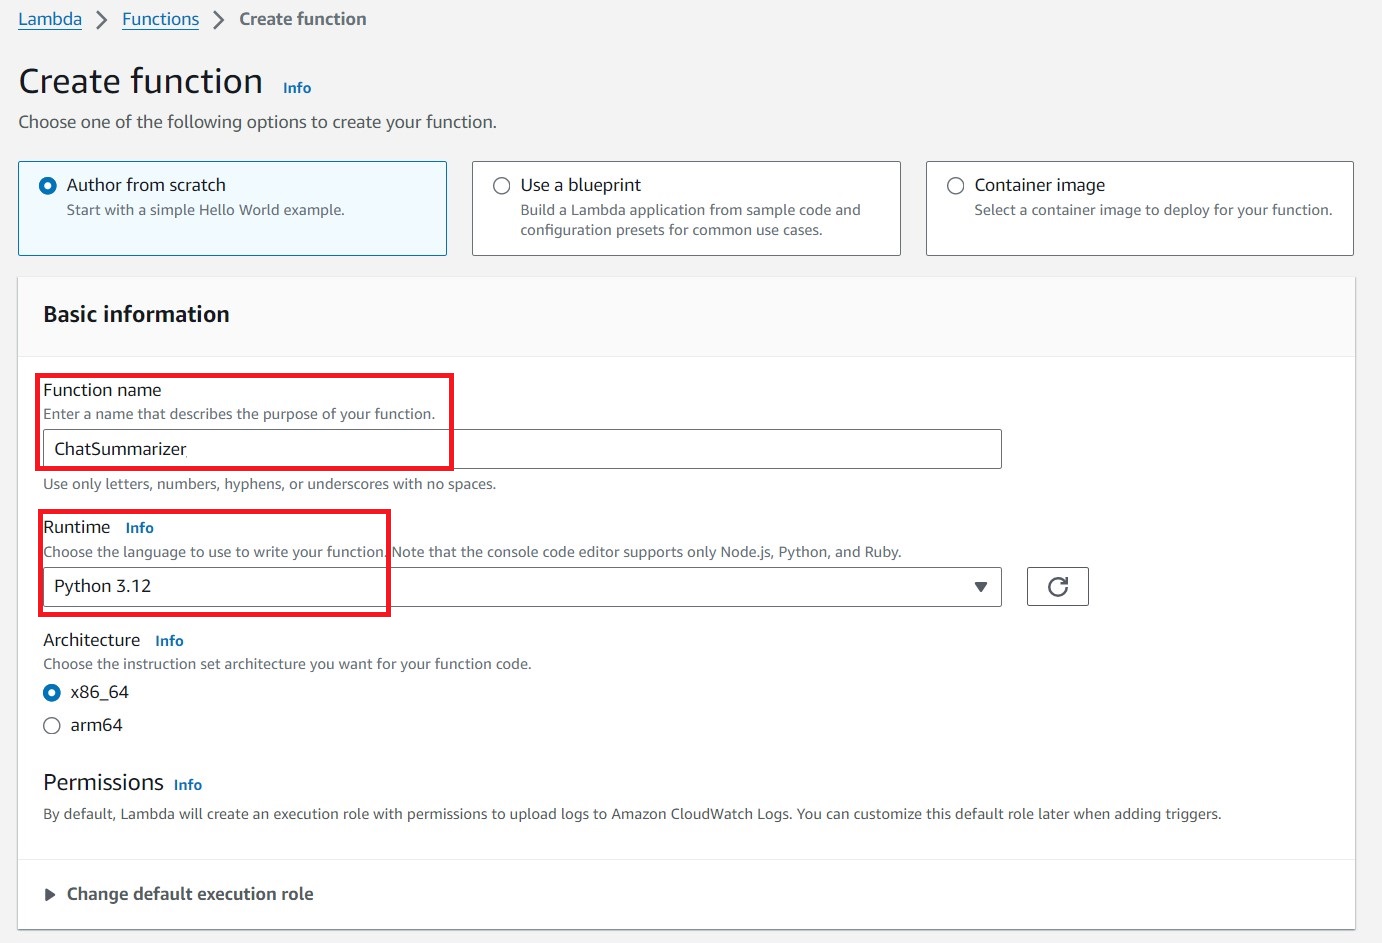 Lambda > Functions > Create function
Create function Info
Choose one of the following options to create your function.
Author from scratch
Start with a simple Hello World example.
Use a blueprint
Build a Lambda application from sample code and
configuration presets for common use cases.
Container image
Select a container image to deploy for your function.
Basic information
Function name
Enter a name that describes the purpose of your function.
ChatSummarizer
Use only letters, numbers, hyphens, or underscores with no spaces.
Runtime Info
Choose the language to use to write your function. Note that the console code editor supports only Node.js, Python, and Ruby.
Python 3.12
Architecture Info
Choose the instruction set architecture you want for your function code.
x86_64
arm64
Permissions Info
By default, Lambda will create an execution role with permissions to upload logs to Amazon CloudWatch Logs. You can customize this default role later when adding triggers.
Change default execution role